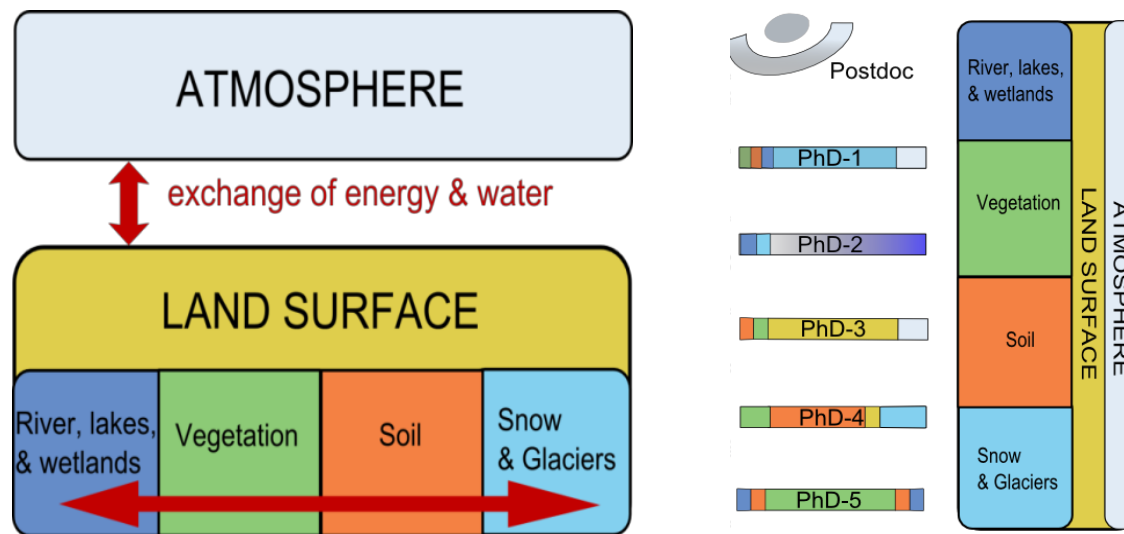 ATMOSPHERE
exchange of energy & water
LAND SURFACE
River, lakes,
& wetlands
Vegetation
Soil
Snow
& Glaciers
Postdoc
PhD-1
PhD-2
PhD-3
PhD-4
PhD-5
River, lakes,
& wetlands
Vegetation
Soil
Snow
& Glaciers
LAND SURFACE
ATMOSPHERE